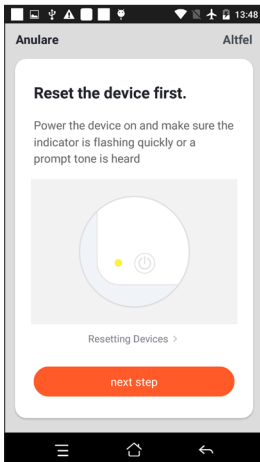 13:48
Anulare
Altfel
Reset the device first.
Power the device on and make sure the
indicator is flashing quickly or a
prompt tone is heard
Resetting Devices >
next step